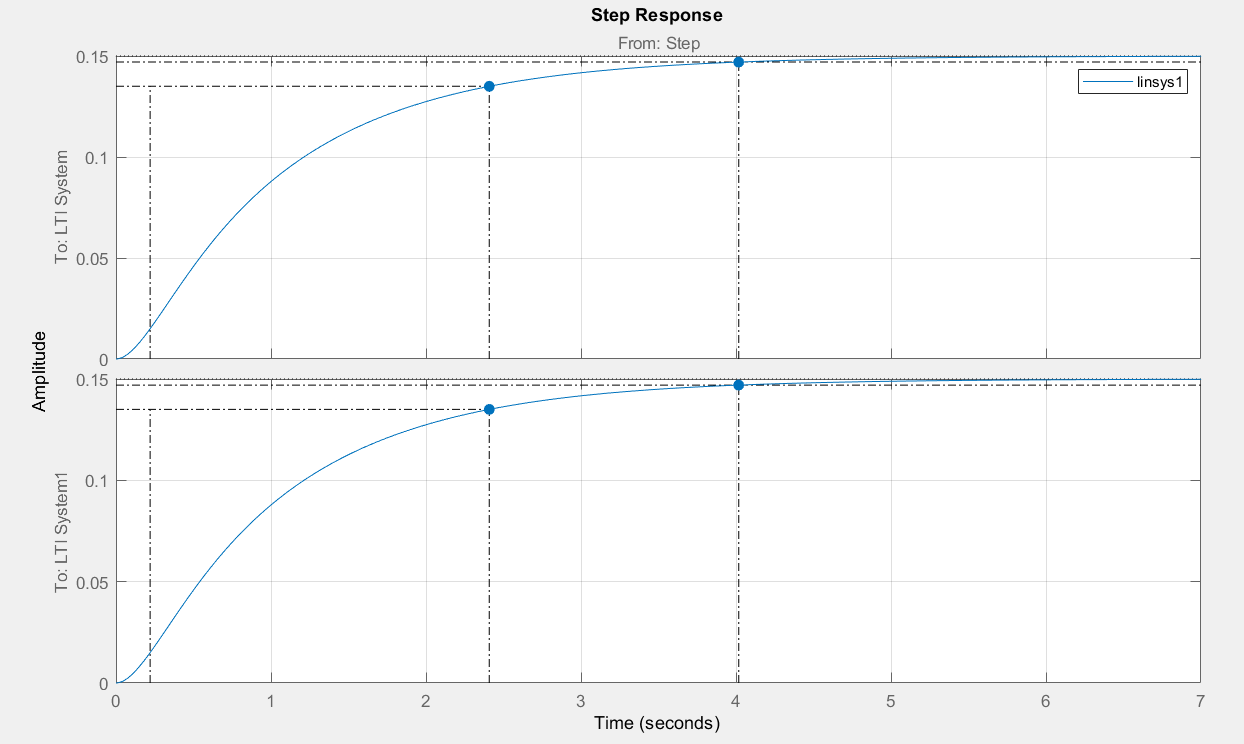 Step Response
From: Step
linsys1
To: LTI System
0.15
0.1
0.05
0
Amplitude
To: LTI System1
0.15
0.1
0.05
0
0 1 2 3 4 5 6 7
Time (seconds)